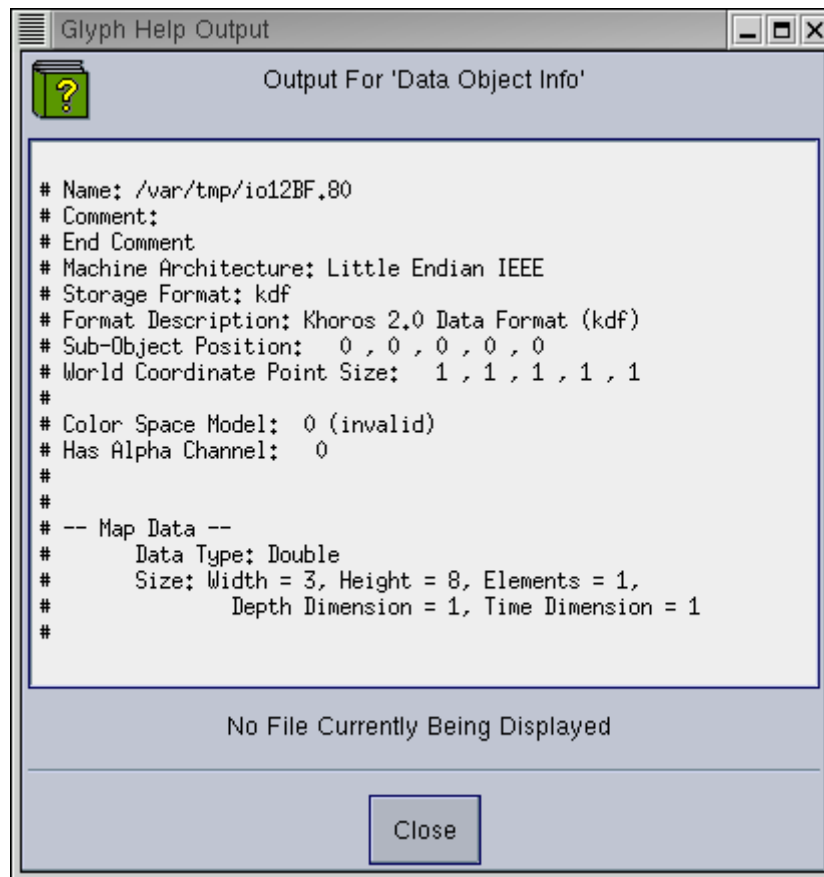 Glyph Help Output
Output For 'Data Object Info'
# Name: /var/tmp/io12BF.80
# Comment:
# End Comment
# Machine Architecture: Little Endian IEEE
# Storage Format: kdf
# Format Description: Khoros 2.0 Data Format (kdf)
# Sub-Object Position:   0 , 0 , 0 , 0 , 0
# World Coordinate Point Size:   1 , 1 , 1 , 1 , 1
#
# Color Space Model:  0 (invalid)
# Has Alpha Channel:   0
#
#
# -- Map Data --
#       Data Type: Double
#       Size: Width = 3, Height = 8, Elements = 1,
                Depth Dimension = 1, Time Dimension = 1
#
No File Currently Being Displayed
Close